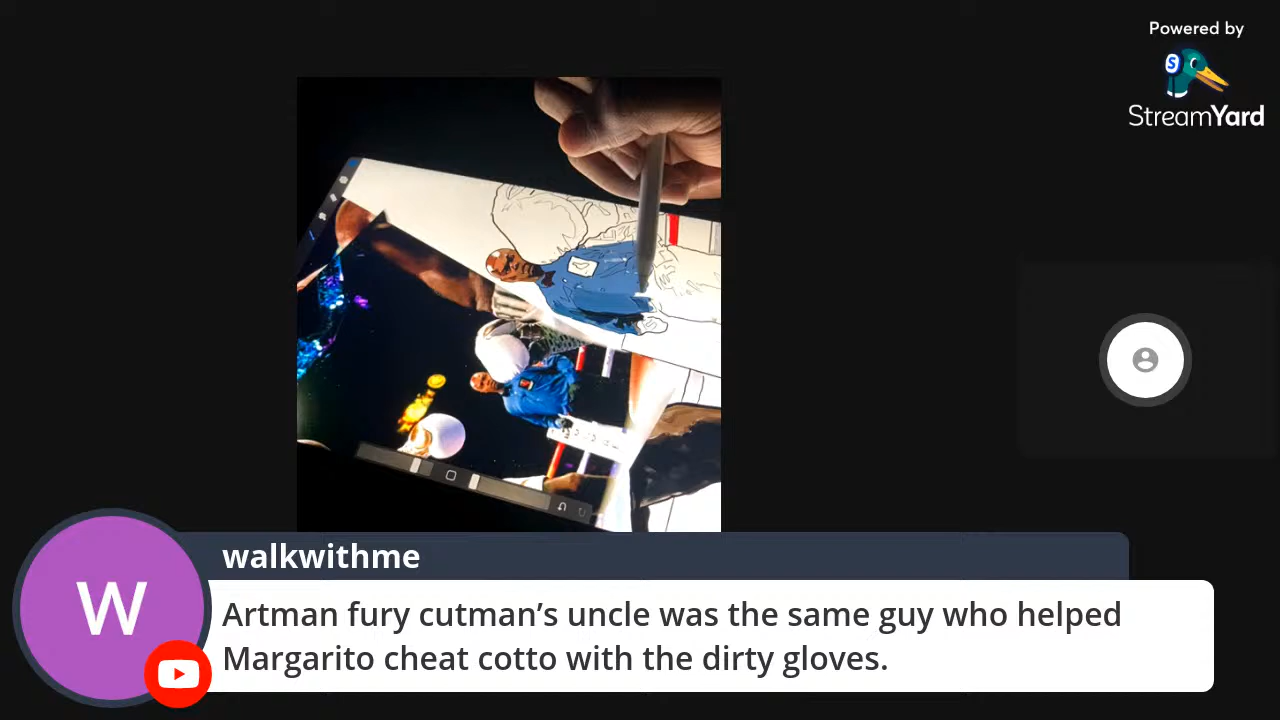 Powered by
S
StreamYard
walkwithme
W
Artman fury cutman’s uncle was the same guy who helped
Margarito cheat cotto with the dirty gloves.